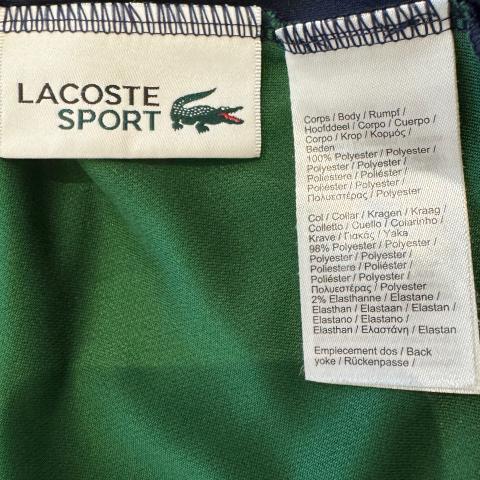 LACOSTE
SPORT
Corps / Body / Rumpf /
Hoofddeel / Corpo / Cuerpo /
Corpo / Krop / Κορμός /
Beden
100% Polyester / Polyester /
Polyester / Polyester /
Poliestere / Poliéster /
Poliéster / Polyester /
Πολυεστέρας / Polyester
Col / Collar / Kragen / Kraag /
Colletto / Cuello / Colarinho /
Krave / Γιακάς / Yaka
98% Polyester / Polyester /
Polyester / Polyester /
Poliestere / Poliéster /
Poliéster / Polyester /
Πολυεστέρας / Polyester
2% Elasthanne / Elastane /
Elasthan / Elastaan / Elastan /
Elastano / Elastano /
Elasthan / Ελαστάνη / Elastan
Empiecement dos / Back
yoke / Rückenpasse /